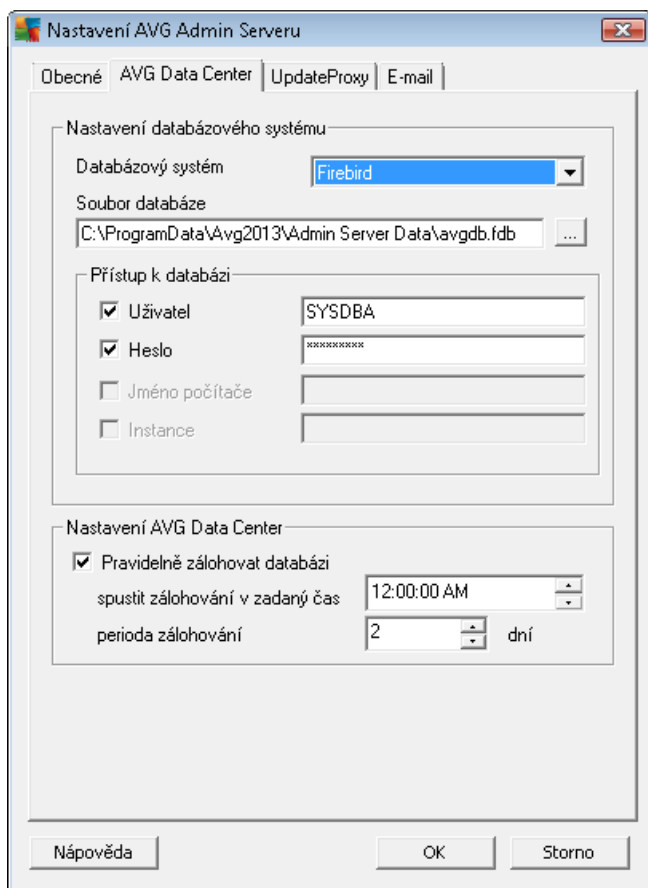 Nastavení AVG Admin Serveru
Obecné AVG Data Center UpdateProxy E-mail
Nastavení databázového systému
Databázový systém Firebird
Soubor databáze
C:\ProgramData\Avg2013\Admin Server Data\avgdb.fdb ...
Přístup k databázi
Uživatel SYSDBA
Heslo *********
Jméno počítače
Instance
Nastavení AVG Data Center
Pravidelně zálohovat databázi
spustit zálohování v zadaný čas 12:00:00 AM
perioda zálohování 2 dní
Nápověda OK Storno